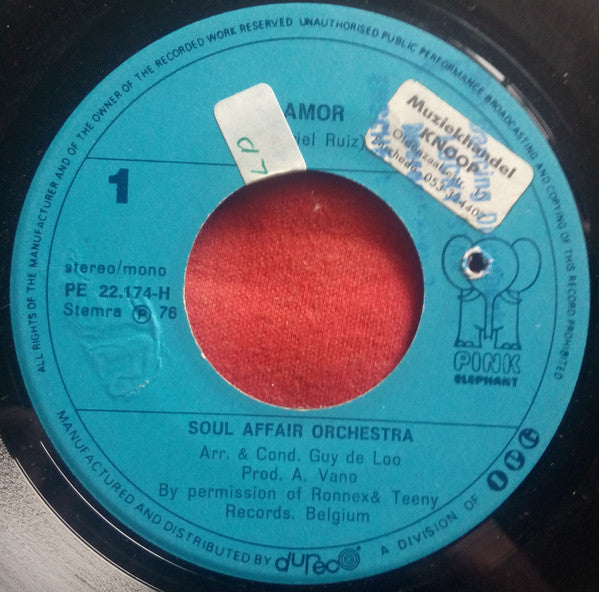 ALL RIGHTS OF THE MANUFACTURER AND OF THE OWNER OF THE RECORDED WORK RESERVED UNAUTHORISED PUBLIC PERFORMANCE BROADCASTING AND COPYING OF THIS RECORD PROHIBITED
AMOR
riel Ruiz)
LP
Muziekhandel
KNOOP
053-
1
stereo/mono
PE 22.174-H
Stemra Ⓟ 76
PINK
ELEPHANT
SOUL AFFAIR ORCHESTRA
Arr. & Cond. Guy de Loo
Prod. A. Vano
By permission of Ronnex& Teeny
Records. Belgium
MANUFACTURED AND DISTRIBUTED BY dureco A DIVISION OF